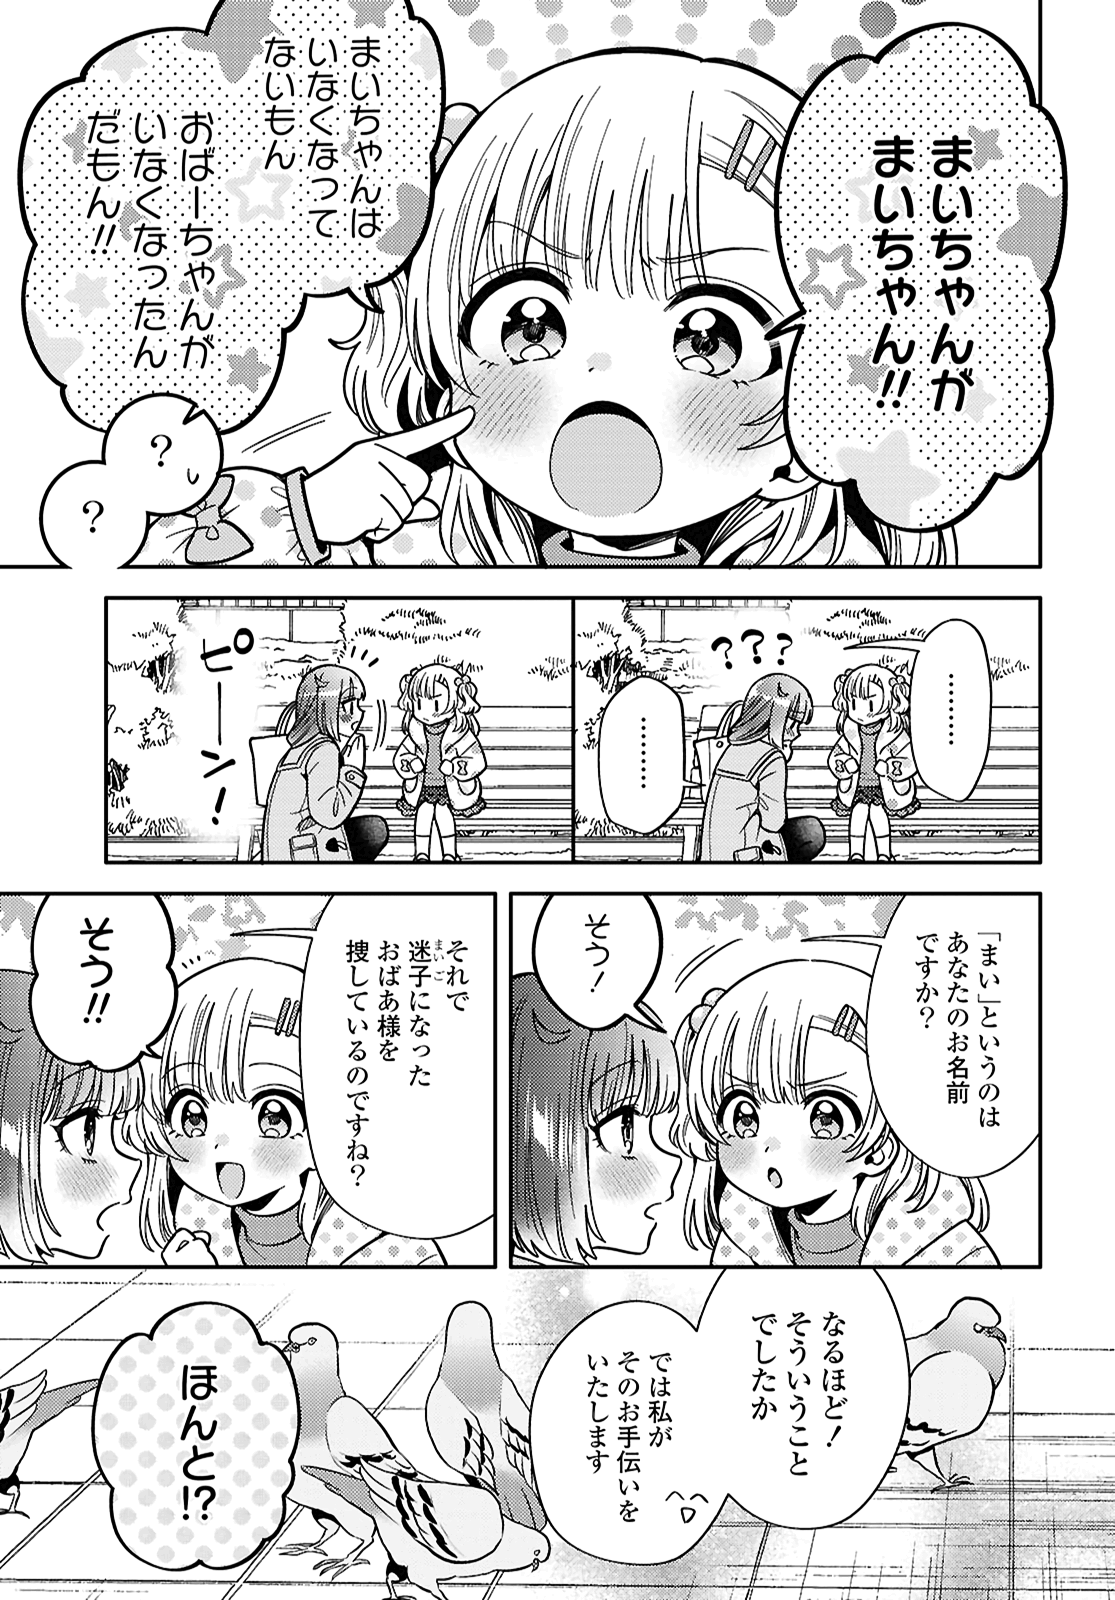 まいちゃんが
まいちゃん!!
まいちゃんは
いなくなって
ないもん
おばーちゃんが
いなくなったん
だもん!!
?
?
………
???
………
ピーン!
「まい」というのは
あなたのお名前
ですか?
そう!
それで
迷子になった
まいご
おばあ様を
捜しているのですね?
そう!!
なるほど!
そういうこと
でしたか
では私が
そのお手伝いを
いたします
ほんと!?